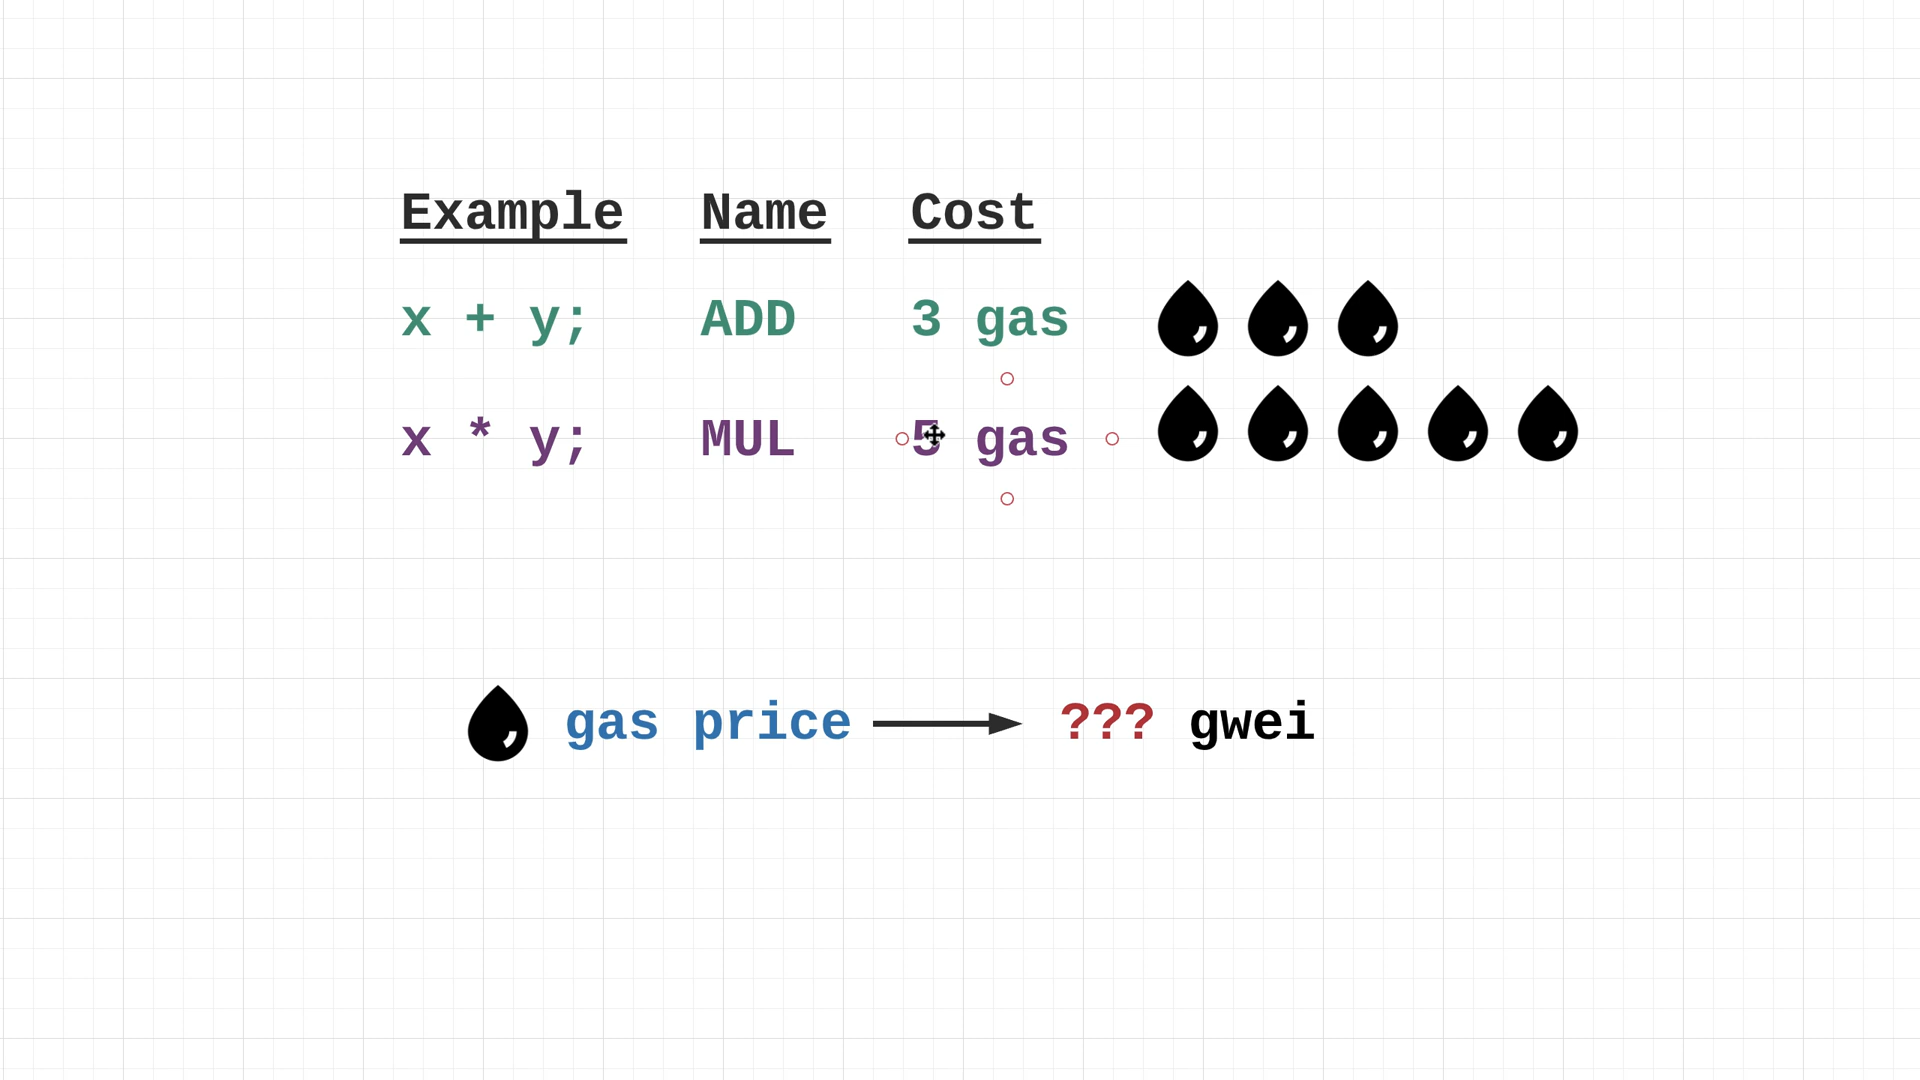 Example Name Cost
x + y; ADD 3 gas
x * y; MUL 5 gas
gas price ??? gwei